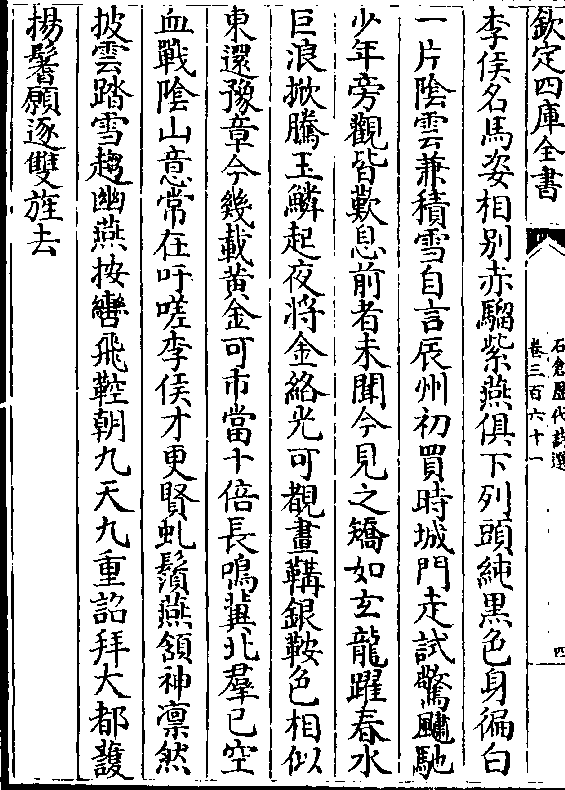 欽定四庫全書
石倉歷代詩選
卷三百六十一
四
李侯名馬姿相別赤騮紫燕俱下列頭純黒色身徧白
一片陰雲兼積雪自言辰州初買時城門走試驚飈馳
少年旁觀皆歎息前者未聞今見之矯如玄龍躍春水
巨浪掀騰玉鱗起夜將金絡光可覩晝鞲銀鞍色相似
東還豫章今幾載黄金可市當十倍長鳴冀北羣已空
血戰陰山意常在吁嗟李侯才更賢虬鬚燕頷神凛然
披雲踏雪趨幽燕按轡飛鞚朝九天九重詔拜大都護
揚鬐願逐雙旌去